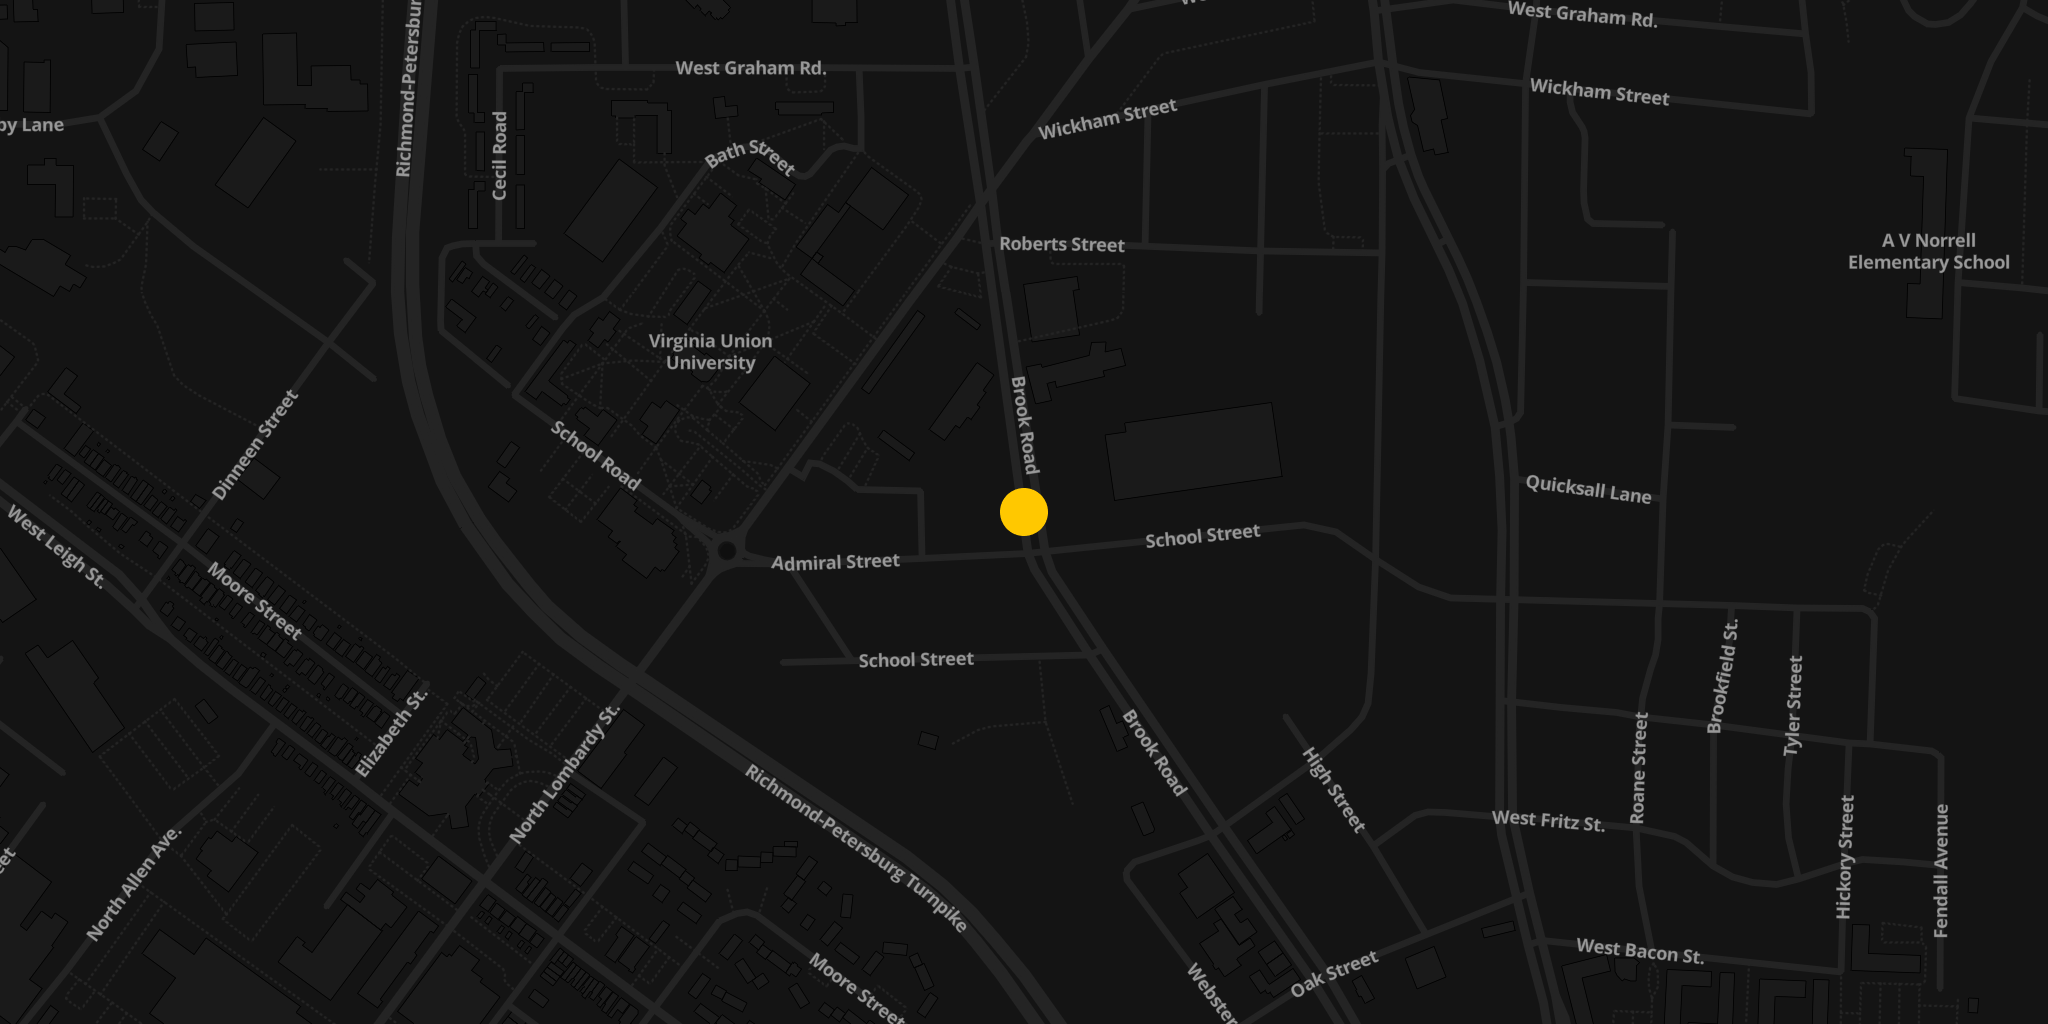 West Graham Rd.
Richmond-Petersbur
West Graham Rd.
Wickham Street
by Lane
Cecil Road
Bath Street
Wickham Street
Roberts Street
A V Norrell
Elementary School
Virginia Union
University
Brook Road
Dinneen Street
School Road
Quicksall Lane
West Leigh St.
School Street
Admiral Street
Moore Street
School Street
Brookfield St.
Tyler Street
Elizabeth St.
North Lombardy St.
Brook Road
High Street
Roane Street
Richmond-Petersburg Turnpike
West Fritz St.
Hickory Street
Fendall Avenue
North Allen Ave.
West Bacon St.
Oak Street
Moore Street
Webster